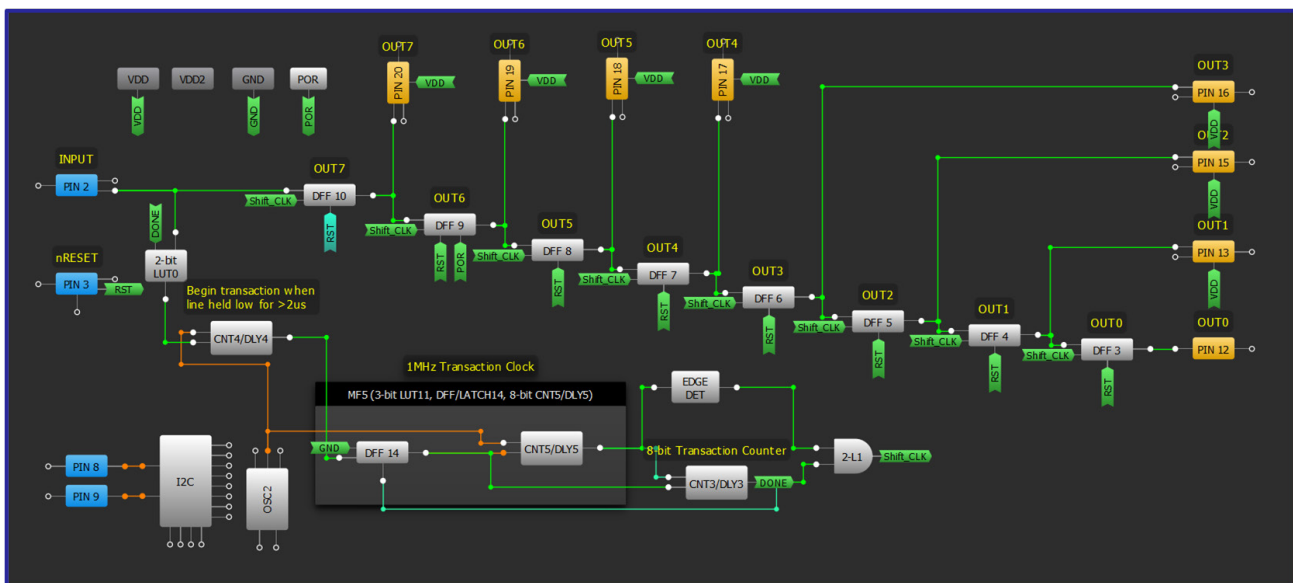 OUT7
OUT6
OUT5
OUT4
OUT3
VDD
VDD2
GND
POR
PIN 20
VDD
PIN 19
VDD
PIN 18
VDD
PIN 17
VDD
PIN 16
VDD
GND
POR
VDD
OUT2
INPUT
PIN 15
PIN 2
OUT7
DFF 10
Shift_CLK
VDD
OUT6
DONE
RST
DFF 9
Shift_CLK
OUT5
OUT1
2-bit
LUT0
RST
POR
DFF 8
Shift_CLK
OUT4
PIN 13
nRESET
PIN 3
RST
RST
DFF 7
Shift_CLK
OUT3
VDD
Begin transaction when
line held low for >2us
RST
DFF 6
Shift_CLK
OUT2
DFF 5
Shift_CLK
OUT1
DFF 4
Shift_CLK
OUT0
DFF 3
Shift_CLK
OUT0
PIN 12
CNT4/DLY4
RST
RST
RST
RST
1MHz Transaction Clock
MF5 (3-bit LUT11, DFF/LATCH14, 8-bit CNT5/DLY5)
EDGE
DET
GND
DFF 14
CNT5/DLY5
8-bit Transaction Counter
2-L1
Shift_CLK
PIN 8
PIN 9
I2C
OSC2
CNT3/DLY3
DONE